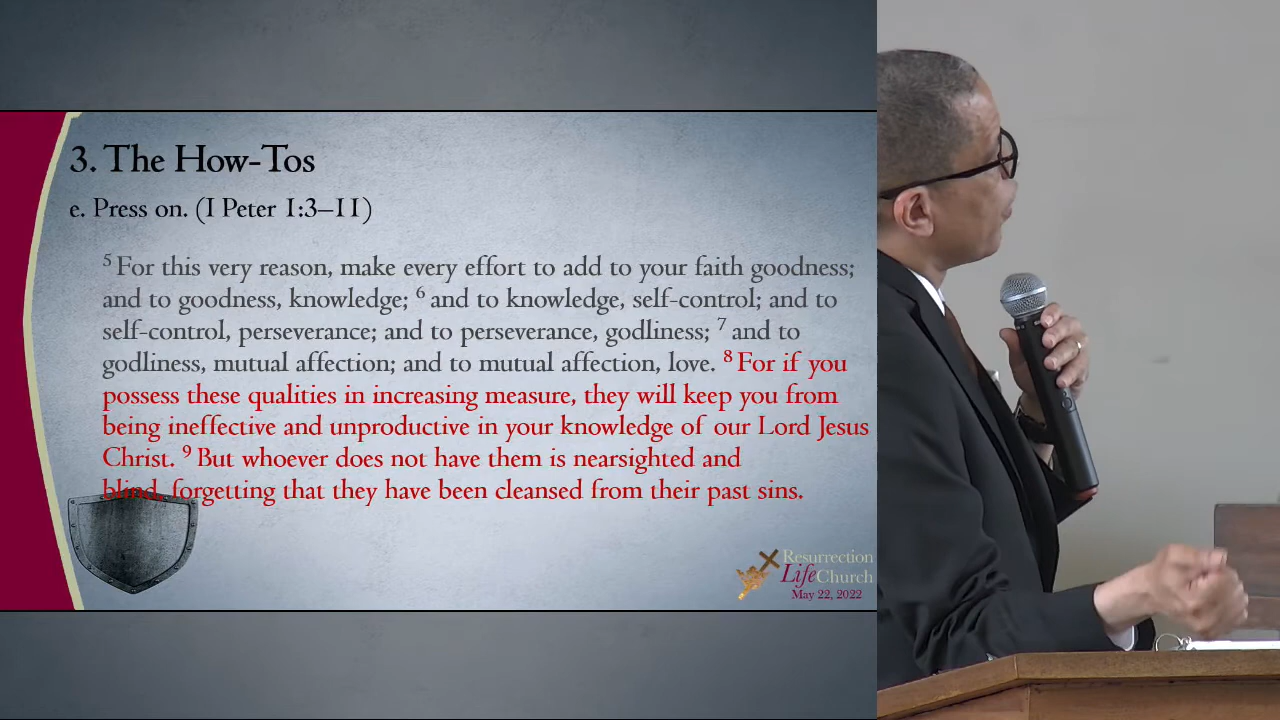 3. The How-Tos
e. Press on. (I Peter 1:3–11)
5 For this very reason, make every effort to add to your faith goodness;
and to goodness, knowledge; 6 and to knowledge, self-control; and to
self-control, perseverance; and to perseverance, godliness; 7 and to
godliness, mutual affection; and to mutual affection, love. 8 For if you
possess these qualities in increasing measure, they will keep you from
being ineffective and unproductive in your knowledge of our Lord Jesus
Christ. 9 But whoever does not have them is nearsighted and
blind, forgetting that they have been cleansed from their past sins.
Resurrection
LifeChurch
May 22, 2022